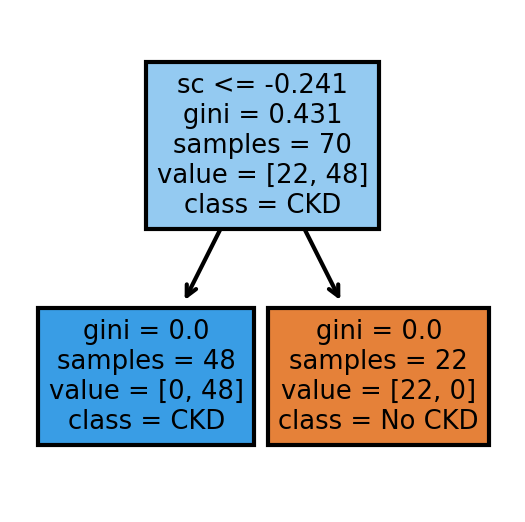 sc <= -0.241
gini = 0.431
samples = 70
value = [22, 48]
class = CKD
gini = 0.0
samples = 48
value = [0, 48]
class = CKD
gini = 0.0
samples = 22
value = [22, 0]
class = No CKD